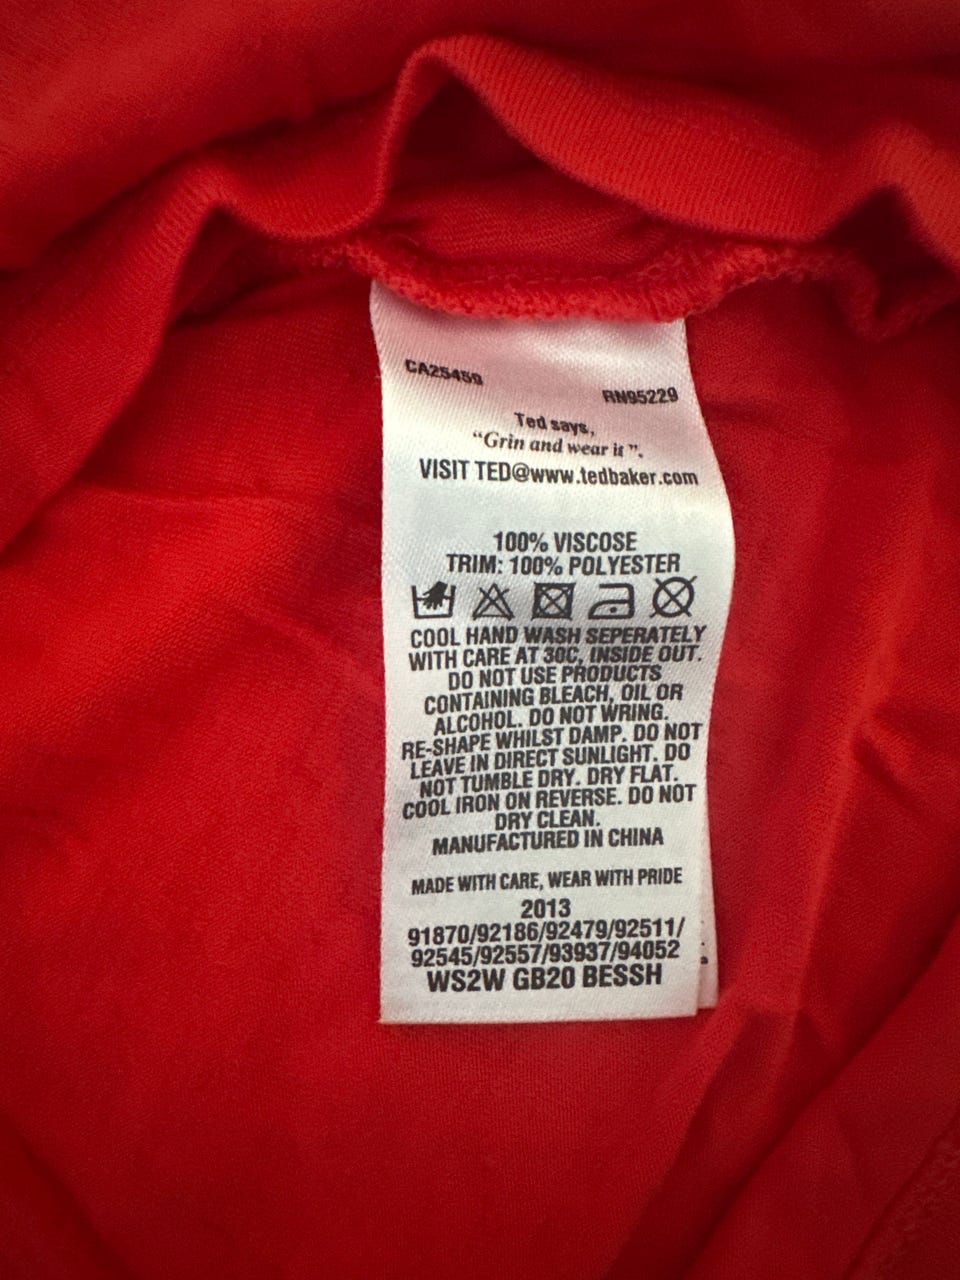 CA25459
RN95229
Ted says,
“Grin and wear it”.
VISIT TED@www.tedbaker.com
100% VISCOSE
TRIM: 100% POLYESTER
COOL HAND WASH SEPERATELY
WITH CARE AT 30C, INSIDE OUT.
DO NOT USE PRODUCTS
CONTAINING BLEACH, OIL OR
ALCOHOL. DO NOT WRING.
RE-SHAPE WHILST DAMP. DO NOT
LEAVE IN DIRECT SUNLIGHT. DO
NOT TUMBLE DRY. DRY FLAT.
COOL IRON ON REVERSE. DO NOT
DRY CLEAN.
MANUFACTURED IN CHINA
MADE WITH CARE, WEAR WITH PRIDE
2013
91870/92186/92479/92511/
92545/92557/93937/94052
WS2W GB20 BESSH